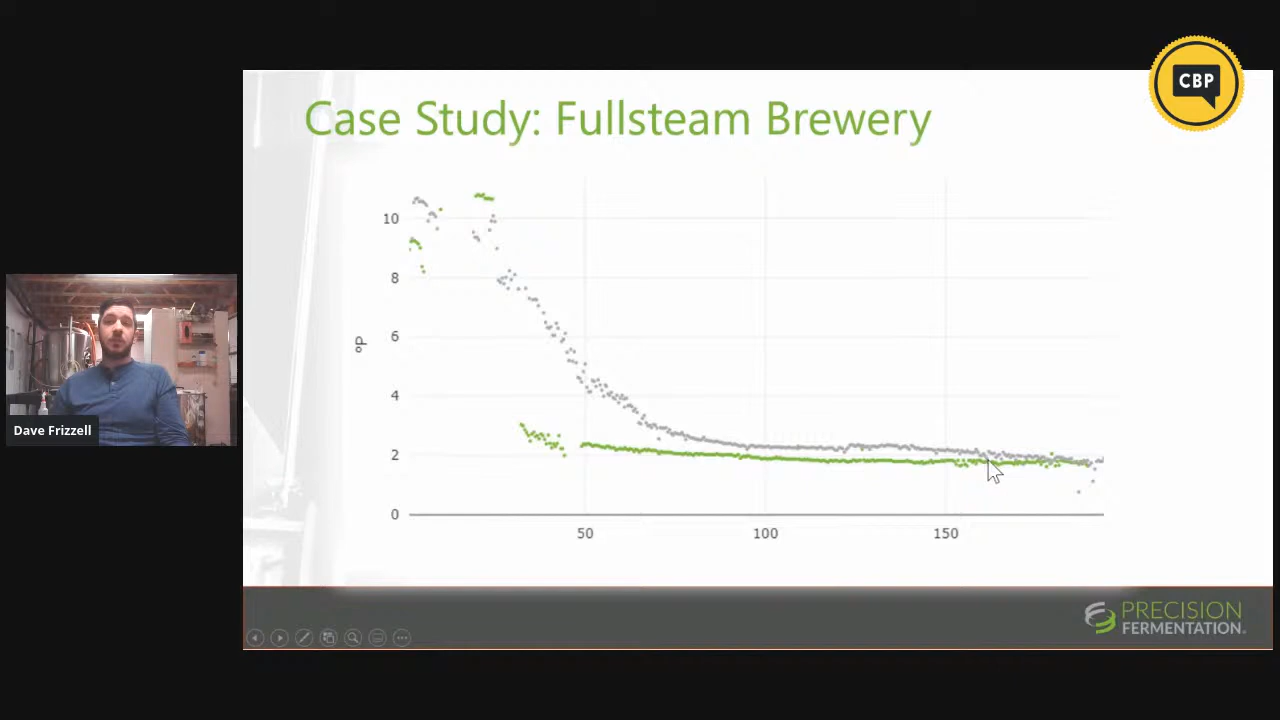 CBP
Case Study: Fullsteam Brewery
10
8
6
4
2
0
°P
50
100
150
Dave Frizzell
PRECISION
FERMENTATION